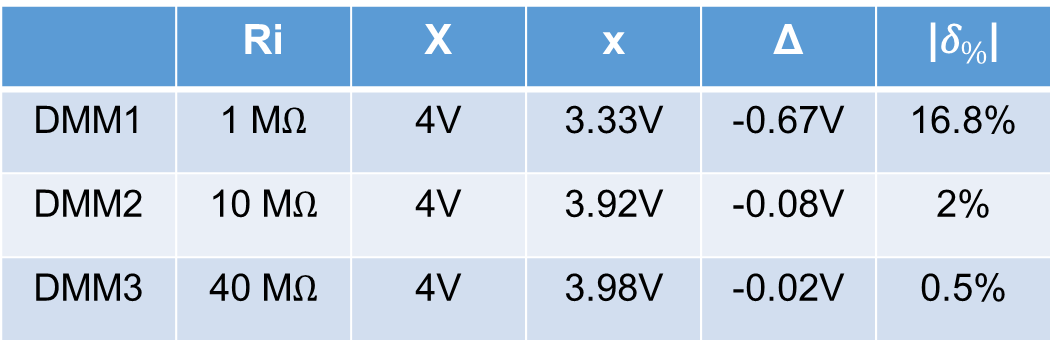 Ri X x Δ |δ%|
DMM1 1 MΩ 4V 3.33V -0.67V 16.8%
DMM2 10 MΩ 4V 3.92V -0.08V 2%
DMM3 40 MΩ 4V 3.98V -0.02V 0.5%